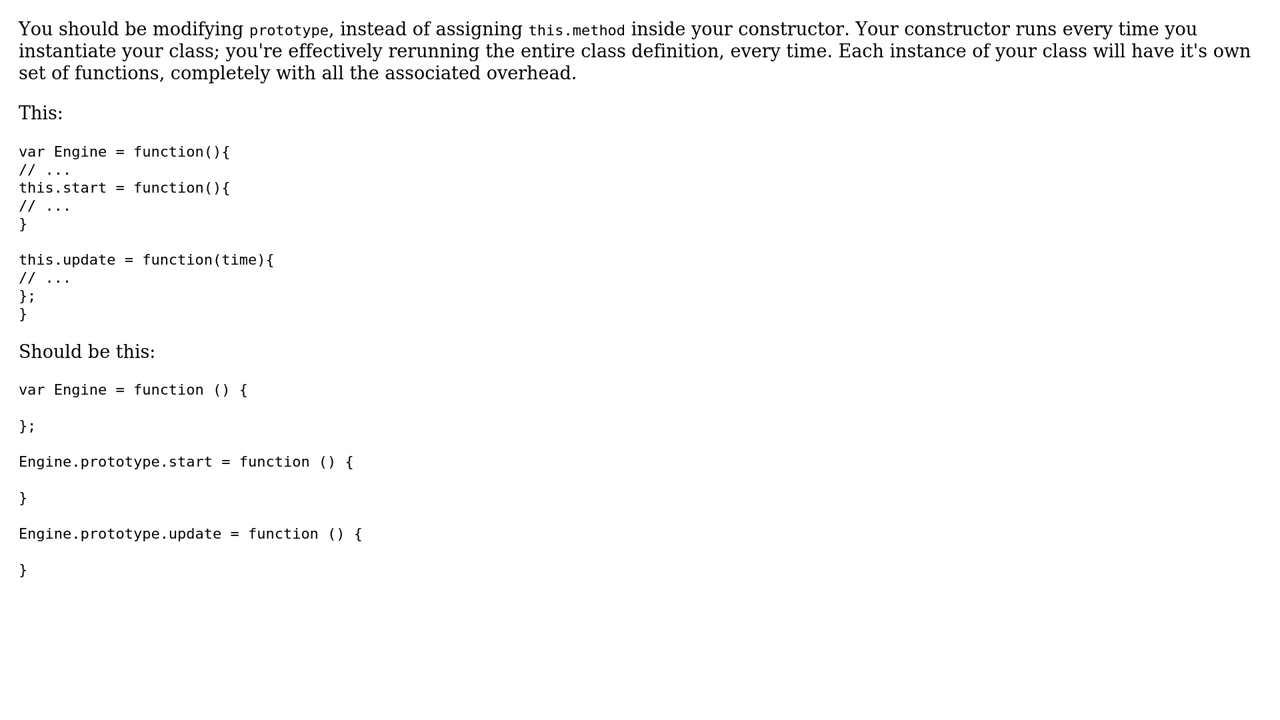 You should be modifying prototype, instead of assigning this.method inside your constructor. Your constructor runs every time you
instantiate your class; you're effectively rerunning the entire class definition, every time. Each instance of your class will have it's own
set of functions, completely with all the associated overhead.
This:
var Engine = function(){
// ...
this.start = function(){
// ...
}
this.update = function(time){
// ...
};
}
Should be this:
var Engine = function () {
};
Engine.prototype.start = function () {
}
Engine.prototype.update = function () {
}